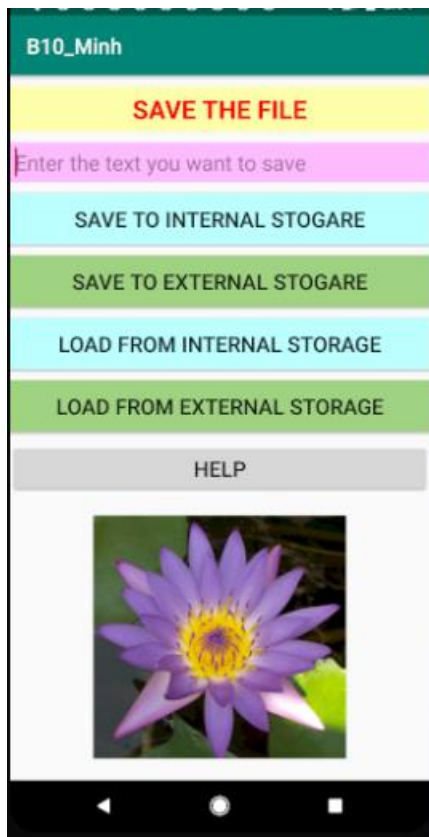 B10_Minh
SAVE THE FILE
Enter the text you want to save
SAVE TO INTERNAL STOGARE
SAVE TO EXTERNAL STOGARE
LOAD FROM INTERNAL STORAGE
LOAD FROM EXTERNAL STORAGE
HELP